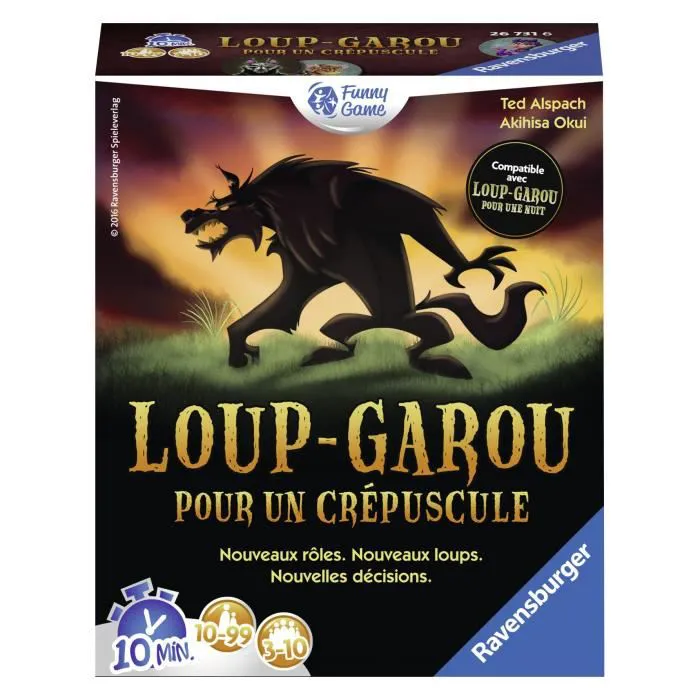 10 MIN.
LOUP-GAROU
POUR UN CRÉPUSCULE
26 731 6
Ravensburger
Funny
Game
Ted Alspach
Akihisa Okui
© 2016 Ravensburger Spieleverlag
Compatible
avec
LOUP-GAROU
POUR UNE NUIT
LOUP-GAROU
POUR UN CRÉPUSCULE
Nouveaux rôles. Nouveaux loups.
Nouvelles décisions.
10 MIN.
10-99
3-10
Ravensburger